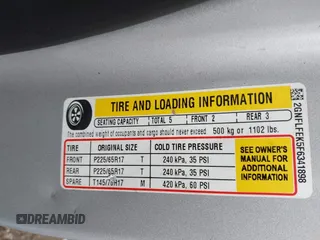 TIRE AND LOADING INFORMATION
SEATING CAPACITY TOTAL 5 FRONT 2 REAR 3
The combined weight of occupants and cargo should never exceed 500 kg or 1102 lbs.
TIRE ORIGINAL SIZE COLD TIRE PRESSURE
FRONT P225/65R17 T 240 kPa, 35 PSI
REAR P225/65R17 T 240 kPa, 35 PSI
SPARE T145/70R17 M 420 kPa, 60 PSI
SEE OWNER'S
MANUAL FOR
ADDITIONAL
INFORMATION
2GNFLFEK5F6341898
DREAMBID